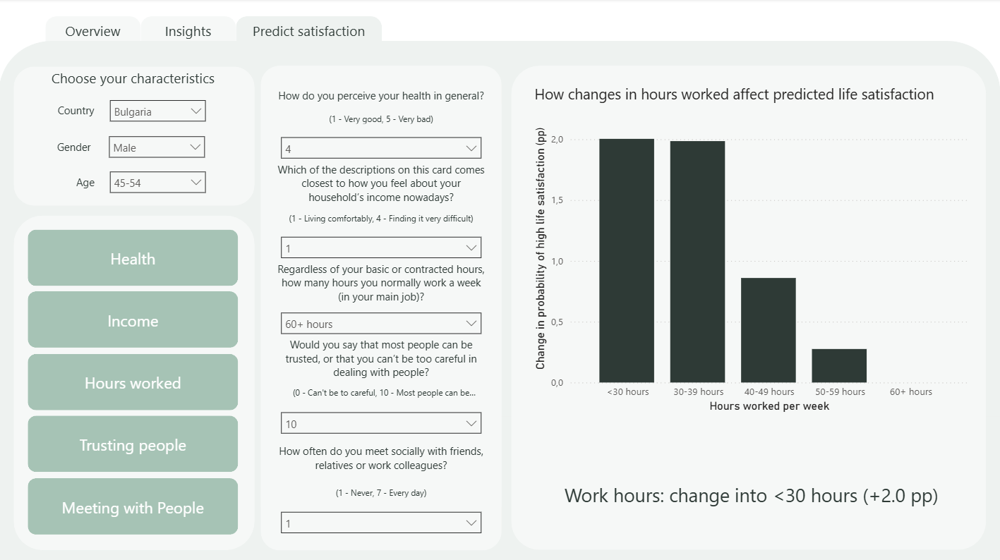 Overview
Insights
Predict satisfaction
Choose your characteristics
Country
Bulgaria
Gender
Male
Age
45-54
Health
Income
Hours worked
Trusting people
Meeting with People
How do you perceive your health in general?
(1 - Very good, 5 - Very bad)
4
Which of the descriptions on this card comes
closest to how you feel about your
household's income nowadays?
(1 - Living comfortably, 4 - Finding it very difficult)
1
Regardless of your basic or contracted hours,
how many hours you normally work a week
(in your main job)?
60+ hours
Would you say that most people can be
trusted, or that you can't be too careful in
dealing with people?
(0 - Can't be to careful, 10 - Most people can be...
10
How often do you meet socially with friends,
relatives or work colleagues?
(1 - Never, 7 - Every day)
1
How changes in hours worked affect predicted life satisfaction
Change in probability of high life satisfaction (pp)
2,0
1,5
1,0
0,5
0,0
<30 hours
30-39 hours
40-49 hours
50-59 hours
60+ hours
Hours worked per week
Work hours: change into <30 hours (+2.0 pp)